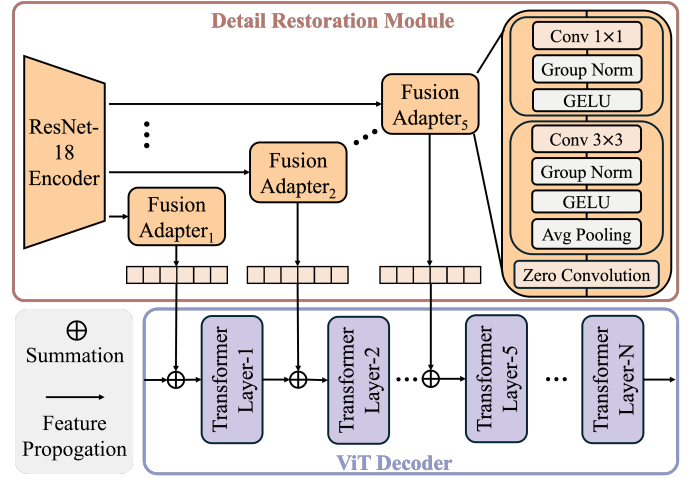 Detail Restoration Module
ResNet-
18
Encoder
Fusion
Adapter1
Fusion
Adapter2
Fusion
Adapter5
Conv 1×1
Group Norm
GELU
Conv 3×3
Group Norm
GELU
Avg Pooling
Zero Convolution
Summation
Feature
Propogation
Transformer
Layer-1
Transformer
Layer-2
Transformer
Layer-5
Transformer
Layer-N
ViT Decoder